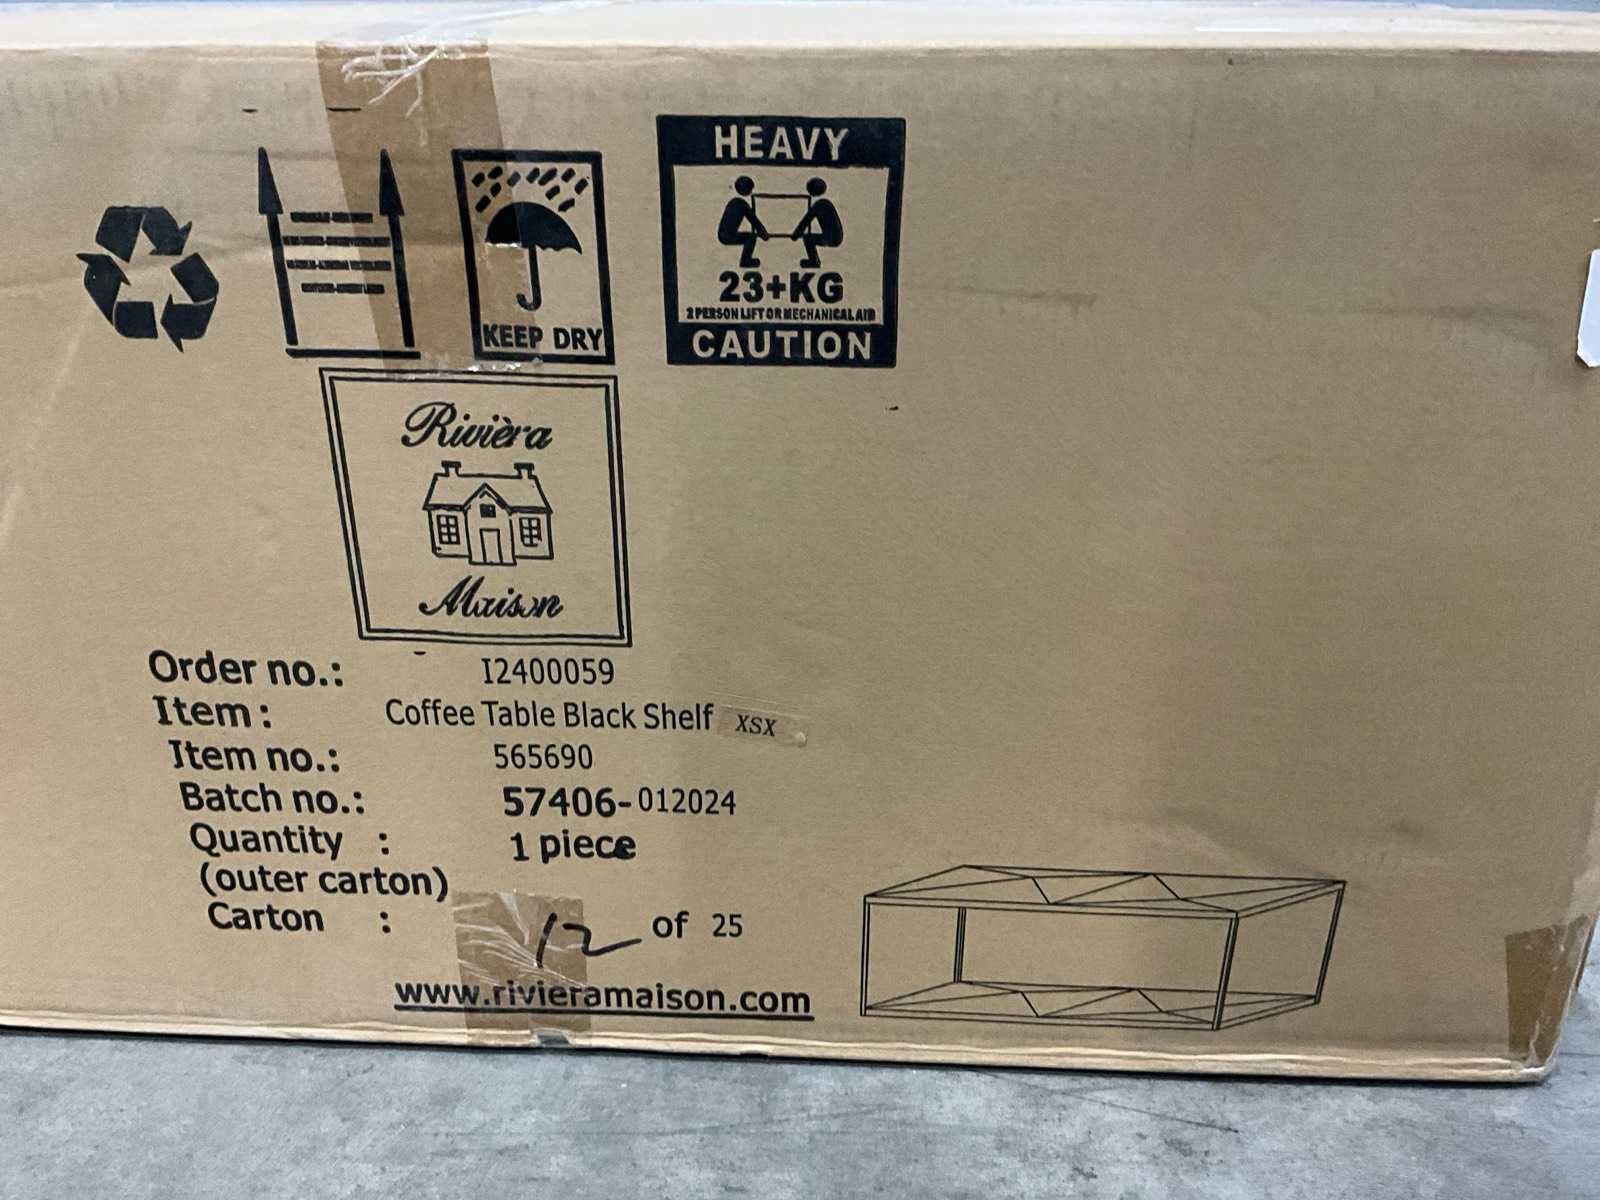 HEAVY
23+KG
2 PERSON LIFT OR MECHANICAL AID
CAUTION
KEEP DRY
Rivièra
Maison
Order no.: I2400059
Item: Coffee Table Black Shelf XSX
Item no.: 565690
Batch no.: 57406-012024
Quantity : 1 piece
(outer carton)
Carton : 12 of 25
www.rivieramaison.com